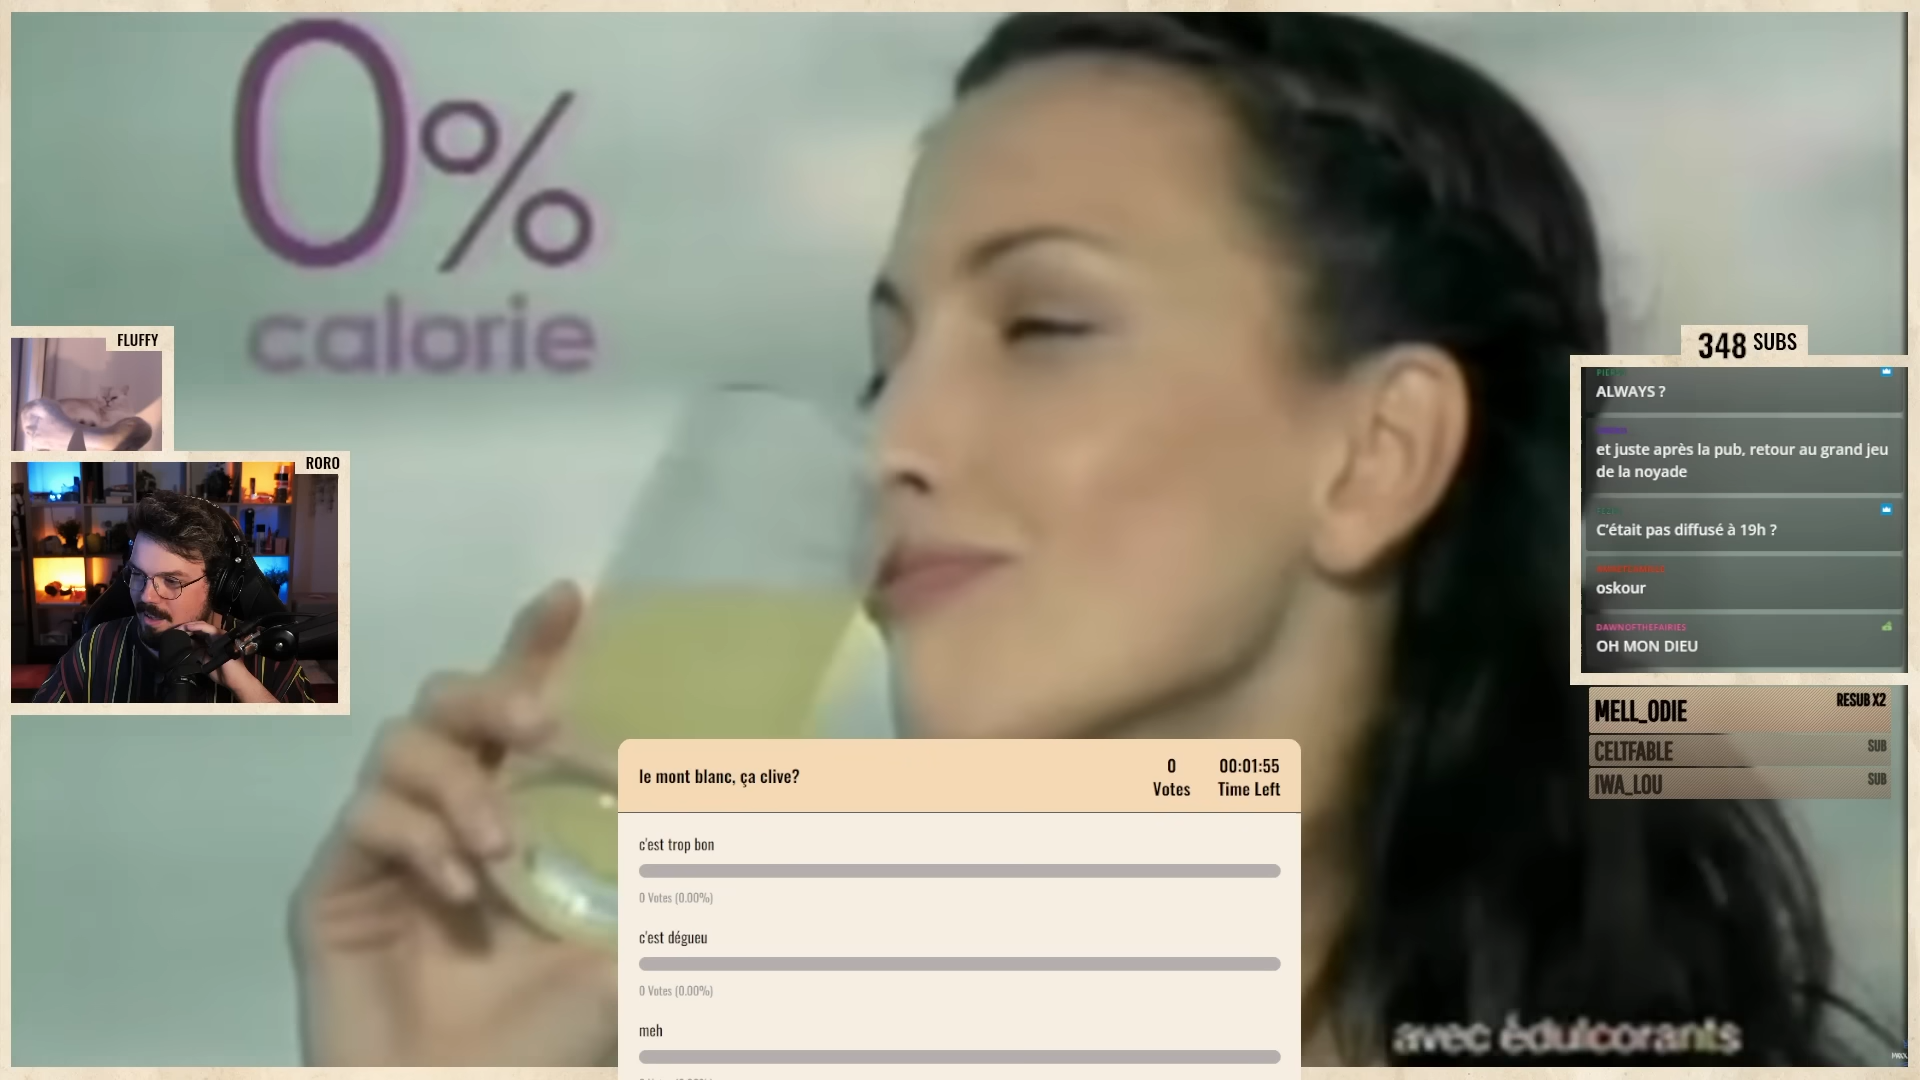 0%
calorie
FLUFFY
RORO
348 SUBS
ALWAYS ?
et juste après la pub, retour au grand jeu
de la noyade
C'était pas diffusé à 19h ?
oskour
DAWNOFTHEFAIRIES
OH MON DIEU
MELL_ODIE RESUB X2
CELTFABLE SUB
IWA_LOU SUB
le mont blanc, ça clive?
0 Votes
00:01:55 Time Left
c'est trop bon
0 Votes (0.00%)
c'est dégueu
0 Votes (0.00%)
meh
avec édulcorants